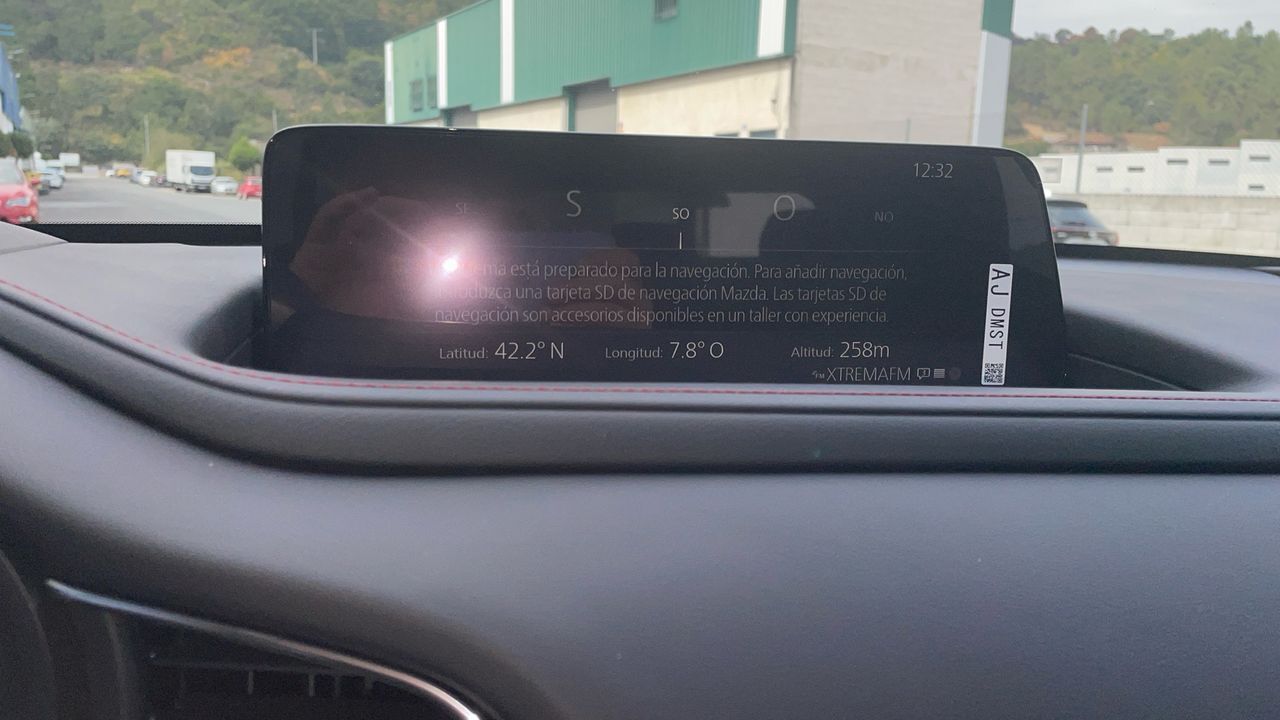 12:32
SE S SO O NO
está preparado para la navegación. Para añadir navegación,
una tarjeta SD de navegación Mazda. Las tarjetas SD de
navegación son accesorios disponibles en un taller con experiencia.
Latitud: 42.2° N Longitud: 7.8° O Altitud: 258m
FM XTREMAFM
AJ DMST